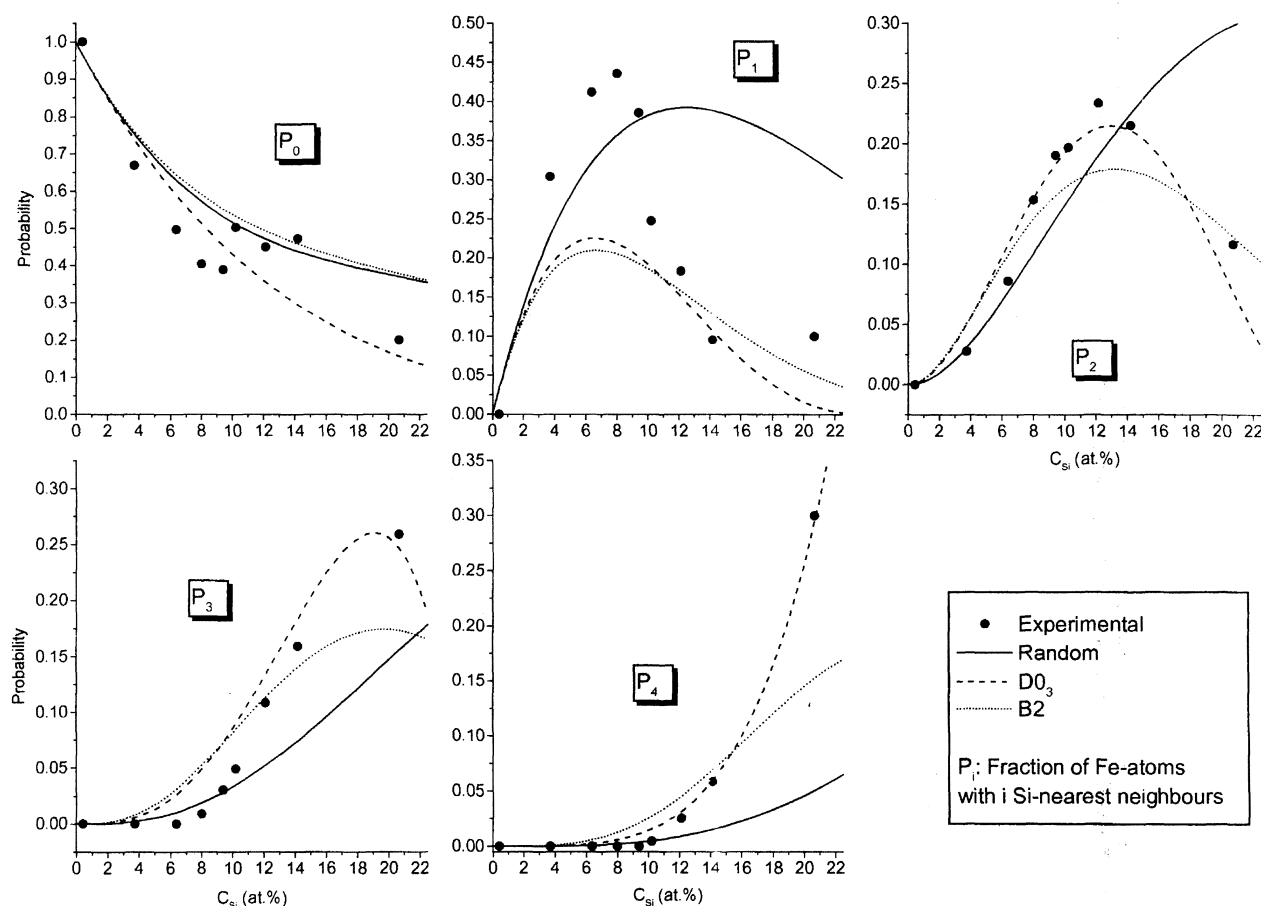 Probability
1.0
0.9
0.8
0.7
0.6
0.5
0.4
0.3
0.2
0.1
0.0
0 2 4 6 8 10 12 14 16 18 20 22
P0
0.50
0.45
0.40
0.35
0.30
0.25
0.20
0.15
0.10
0.05
0.00
0 2 4 6 8 10 12 14 16 18 20 22
P1
0.30
0.25
0.20
0.15
0.10
0.05
0.00
0 2 4 6 8 10 12 14 16 18 20 22
CSi (at.%)
P2
Probability
0.30
0.25
0.20
0.15
0.10
0.05
0.00
0 2 4 6 8 10 12 14 16 18 20 22
CSi (at.%)
P3
0.35
0.30
0.25
0.20
0.15
0.10
0.05
0.00
0 2 4 6 8 10 12 14 16 18 20 22
CSi (at.%)
P4
Experimental
Random
D03
B2
Pi: Fraction of Fe-atoms
with i Si-nearest neighbours